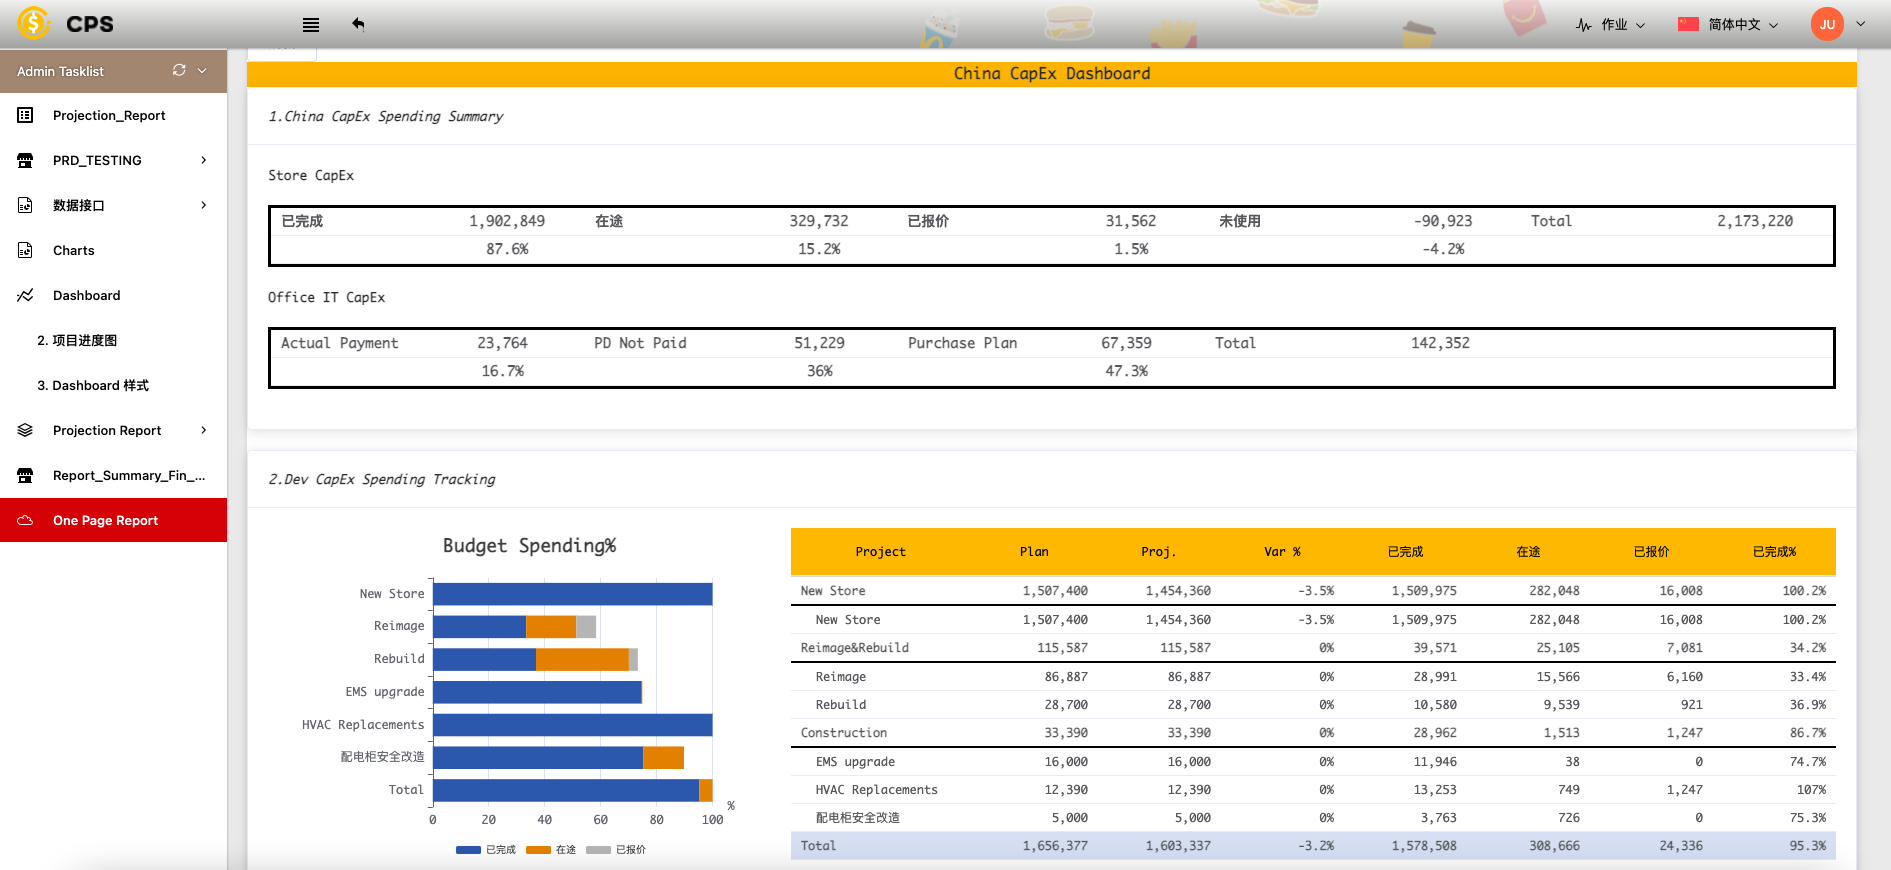 CPS
作业
简体中文
JU
Admin Tasklist
Projection_Report
PRD_TESTING
数据接口
Charts
Dashboard
2. 项目进度图
3. Dashboard 样式
Projection Report
Report_Summary_Fin_...
One Page Report
China CapEx Dashboard
1.China CapEx Spending Summary
Store CapEx
已完成 1,902,849 在途 329,732 已报价 31,562 未使用 -90,923 Total 2,173,220
87.6% 15.2% 1.5% -4.2%
Office IT CapEx
Actual Payment 23,764 PD Not Paid 51,229 Purchase Plan 67,359 Total 142,352
16.7% 36% 47.3%
2.Dev CapEx Spending Tracking
Budget Spending%
New Store
Reimage
Rebuild
EMS upgrade
HVAC Replacements
配电柜安全改造
Total
%
0 20 40 60 80 100
已完成 在途 已报价
Project Plan Proj. Var % 已完成 在途 已报价 已完成%
New Store 1,507,400 1,454,360 -3.5% 1,509,975 282,048 16,008 100.2%
New Store 1,507,400 1,454,360 -3.5% 1,509,975 282,048 16,008 100.2%
Reimage&Rebuild 115,587 115,587 0% 39,571 25,105 7,081 34.2%
Reimage 86,887 86,887 0% 28,991 15,566 6,160 33.4%
Rebuild 28,700 28,700 0% 10,580 9,539 921 36.9%
Construction 33,390 33,390 0% 28,962 1,513 1,247 86.7%
EMS upgrade 16,000 16,000 0% 11,946 38 0 74.7%
HVAC Replacements 12,390 12,390 0% 13,253 749 1,247 107%
配电柜安全改造 5,000 5,000 0% 3,763 726 0 75.3%
Total 1,656,377 1,603,337 -3.2% 1,578,508 308,666 24,336 95.3%